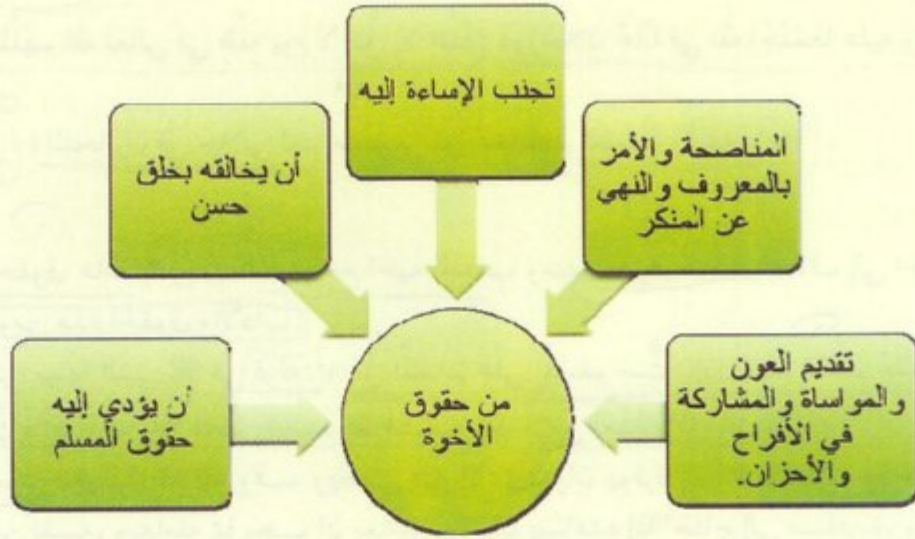 تجنب الإساءة إليه
المناصحة والأمر
بالمعروف والنهي
عن المنكر
أن يخالقه بخلق
حسن
تقديم العون
والمواساة والمشاركة
في الأفراح
والأحزان.
من حقوق
الأخوة
أن يؤدي إليه
حقوق المسلم